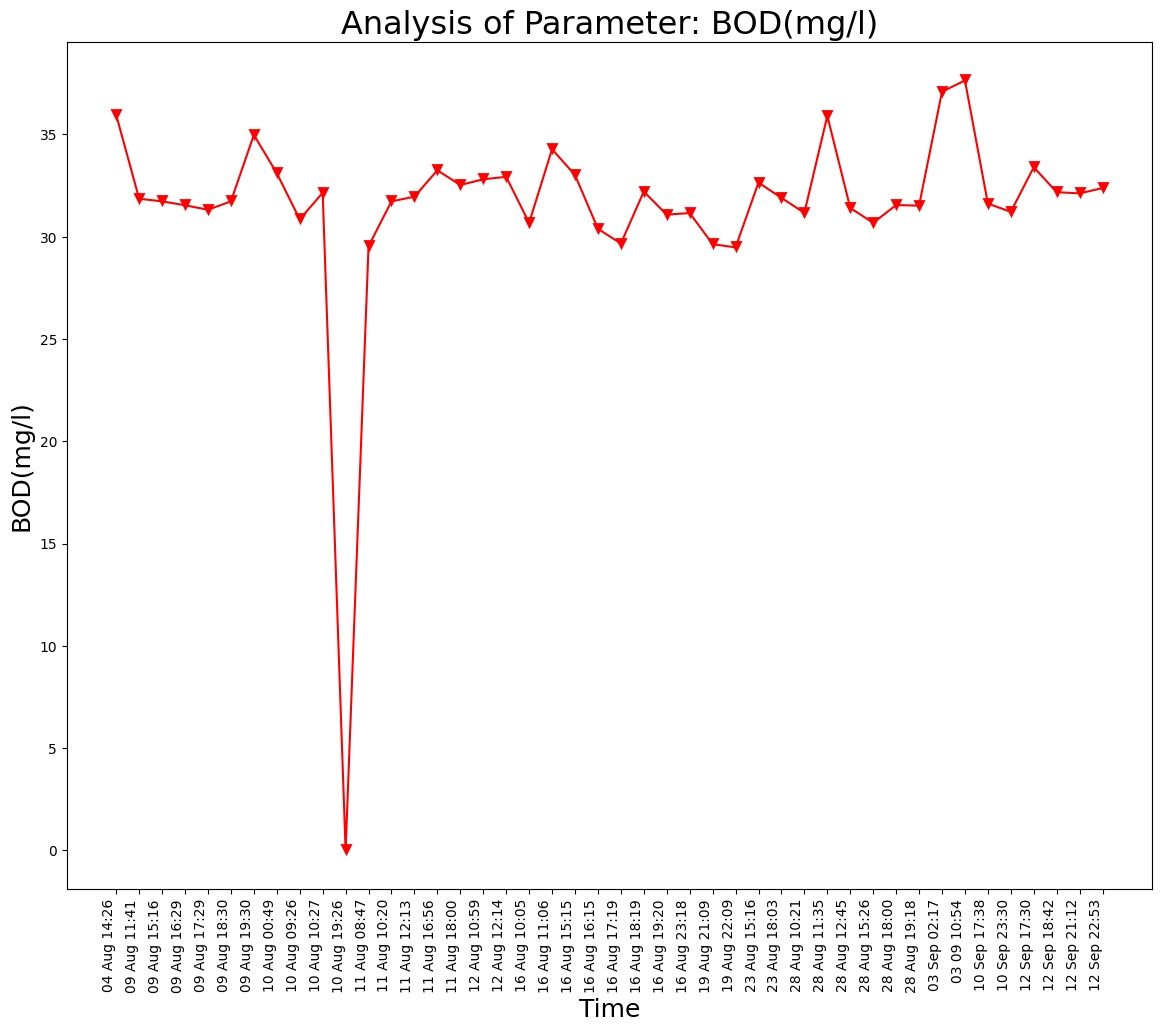 Analysis of Parameter: BOD(mg/l)
BOD(mg/l)
35
30
25
20
15
10
5
0
04 Aug 14:26
09 Aug 11:41
09 Aug 15:16
09 Aug 16:29
09 Aug 17:29
09 Aug 18:30
09 Aug 19:30
10 Aug 00:49
10 Aug 09:26
10 Aug 10:27
10 Aug 19:26
11 Aug 08:47
11 Aug 10:20
11 Aug 12:13
11 Aug 16:56
11 Aug 18:00
12 Aug 10:59
12 Aug 12:14
16 Aug 10:05
16 Aug 11:06
16 Aug 15:15
16 Aug 16:15
16 Aug 17:19
16 Aug 18:19
16 Aug 19:20
16 Aug 23:18
19 Aug 21:09
19 Aug 22:09
23 Aug 15:16
23 Aug 18:03
28 Aug 10:21
28 Aug 11:35
28 Aug 12:45
28 Aug 15:26
28 Aug 18:00
28 Aug 19:18
03 Sep 02:17
03 09 10:54
10 Sep 17:38
10 Sep 23:30
12 Sep 17:30
12 Sep 18:42
12 Sep 21:12
12 Sep 22:53
Time